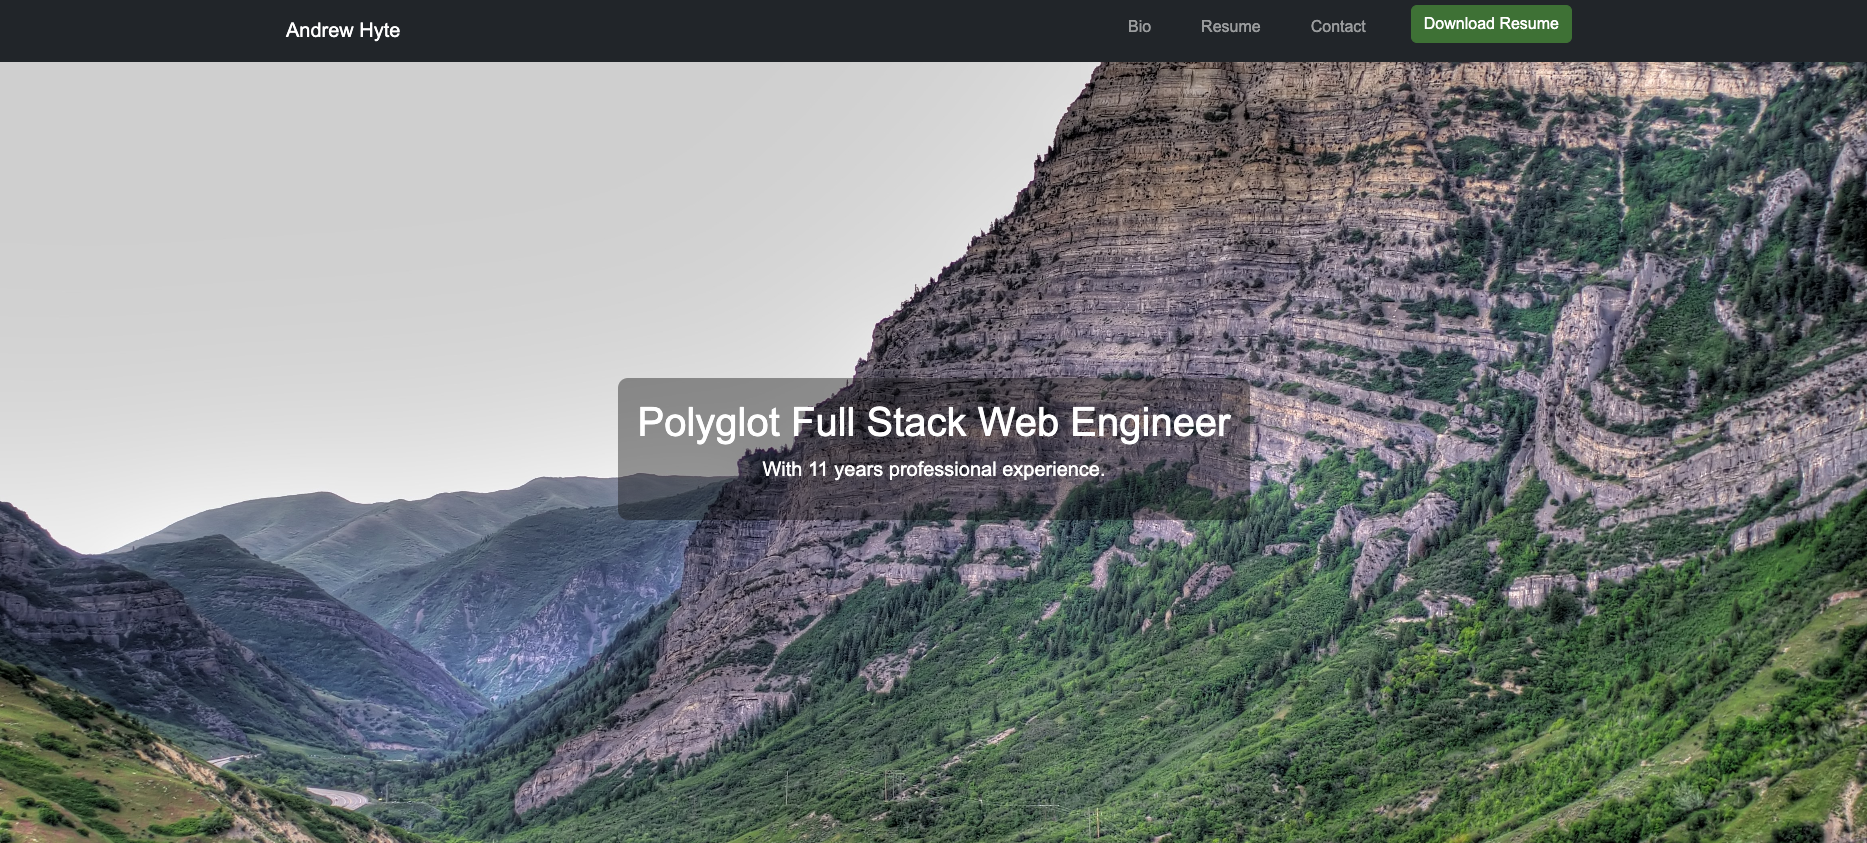 Andrew Hyte
Bio
Resume
Contact
Download Resume
Polyglot Full Stack Web Engineer
With 11 years professional experience.